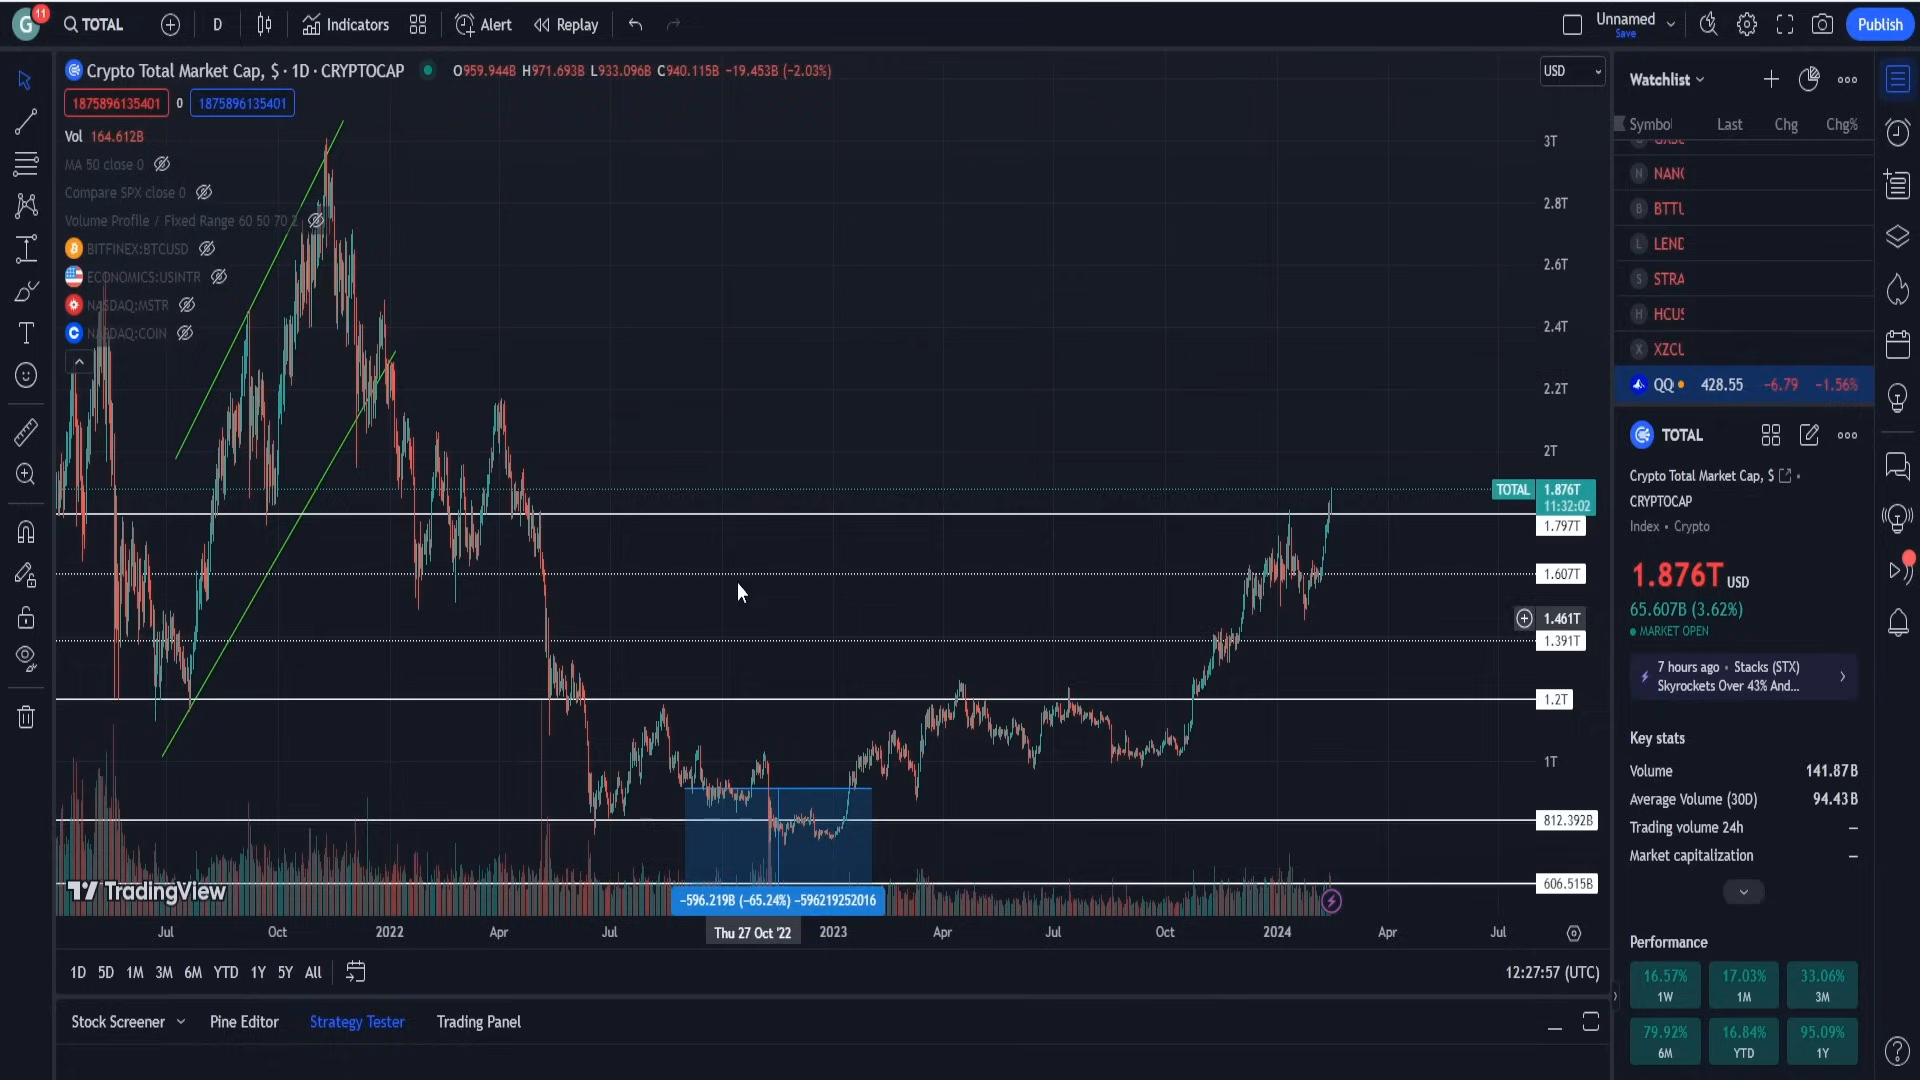 G 11 TOTAL D Indicators Alert Replay Unnamed Save Publish
Crypto Total Market Cap, $ · 1D · CRYPTOCAP O959.944B H971.693B L933.096B C940.115B −19.453B (−2.03%) USD
1875896135401 0 1875896135401
Vol 164.612B
MA 50 close 0
Compare SPX close 0
Volume Profile / Fixed Range 60 50 70 2
BITFINEX:BTCUSD
ECONOMICS:USINTR
NASDAQ:MSTR
NASDAQ:COIN
3T
2.8T
2.6T
2.4T
2.2T
2T
TOTAL 1.876T
11:32:02
1.797T
1.607T
1.461T
1.391T
1.2T
1T
812.392B
606.515B
TradingView
−596.219B (−65.24%) −596219252016
Jul Oct 2022 Apr Jul Thu 27 Oct '22 2023 Apr Jul Oct 2024 Apr Jul
1D 5D 1M 3M 6M YTD 1Y 5Y All 12:27:57 (UTC)
Stock Screener Pine Editor Strategy Tester Trading Panel
Watchlist
Symbol Last Chg Chg%
N NAN
B BTTU
L LEND
S STRA
H HCUS
X XZCU
QQ 428.55 −6.79 −1.56%
TOTAL
Crypto Total Market Cap, $ •
CRYPTOCAP
Index • Crypto
1.876T USD
65.607B (3.62%)
MARKET OPEN
7 hours ago • Stacks (STX)
Skyrockets Over 43% And...
Key stats
Volume 141.87B
Average Volume (30D) 94.43B
Trading volume 24h —
Market capitalization —
Performance
16.57% 17.03% 33.06%
1W 1M 3M
79.92% 16.84% 95.09%
6M YTD 1Y